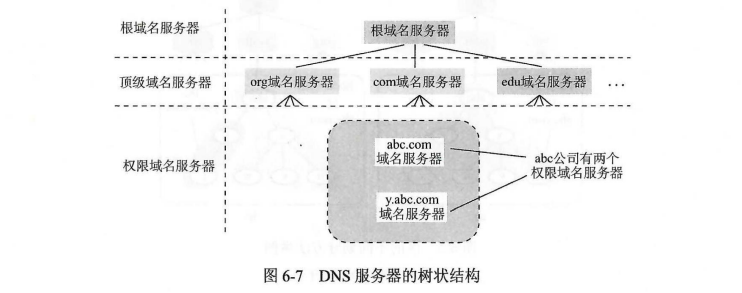 根域名服务器
根域名服务器
顶级域名服务器
org域名服务器
com域名服务器
edu域名服务器
...
权限域名服务器
abc.com
域名服务器
abc公司有两个
权限域名服务器
y.abc.com
域名服务器
图 6-7 DNS 服务器的树状结构